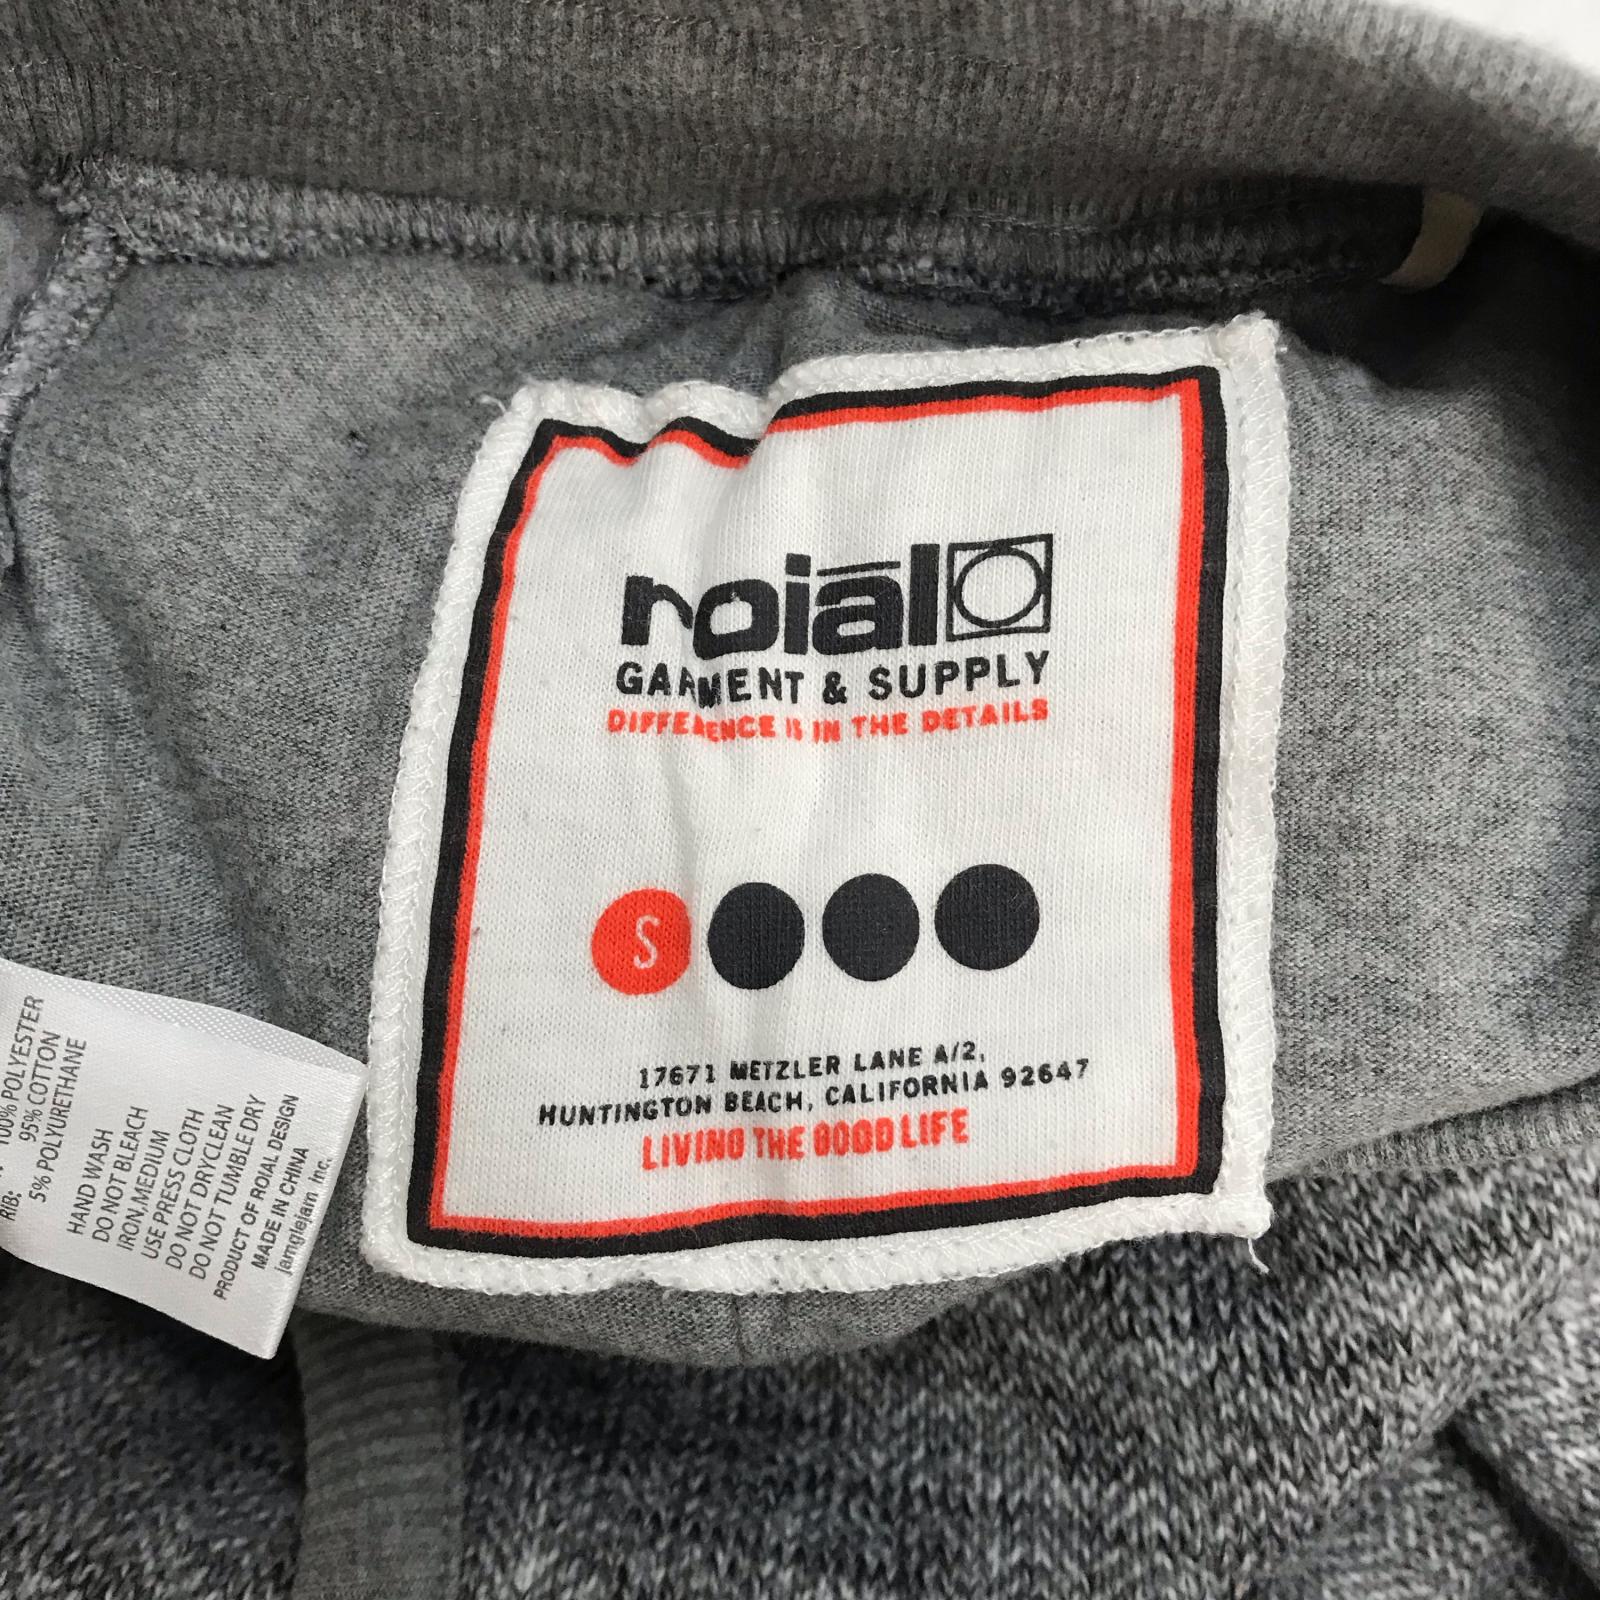 roiāl
GARMENT & SUPPLY
DIFFERENCE IS IN THE DETAILS
S
17671 METZLER LANE A/2,
HUNTINGTON BEACH, CALIFORNIA 92647
LIVING THE GOOD LIFE
100% POLYESTER
RIB: 95% COTTON
5% POLYURETHANE
HAND WASH
DO NOT BLEACH
IRON,MEDIUM
USE PRESS CLOTH
DO NOT DRYCLEAN
DO NOT TUMBLE DRY
PRODUCT OF ROIAL DESIGN
MADE IN CHINA
jamglejain Inc.